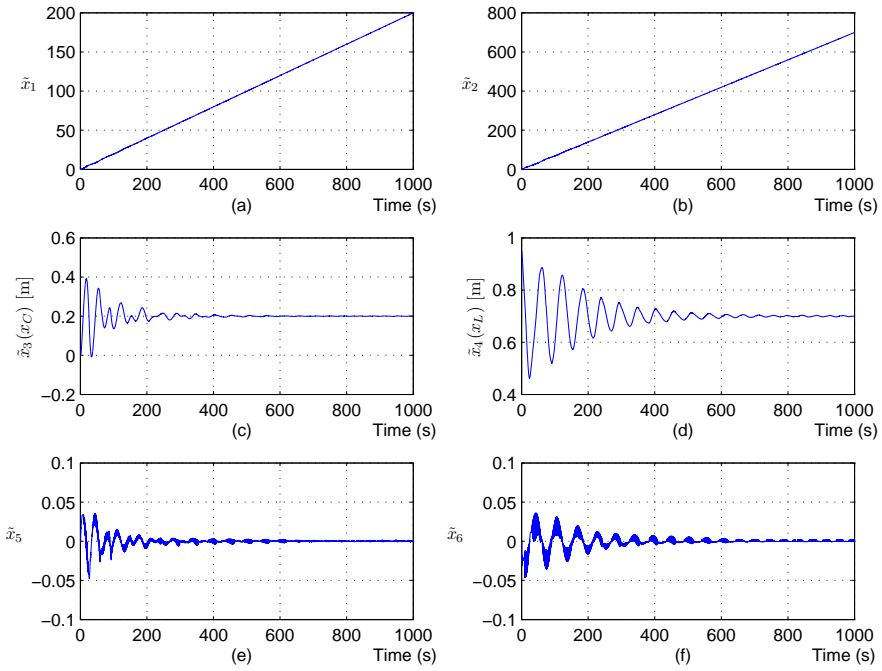 200
150
x̃₁
100
50
0
0 200 400 600 800 1000
(a) Time (s)
800
600
x̃₂
400
200
0
0 200 400 600 800 1000
(b) Time (s)
0.6
0.4
0.2
0
−0.2
x̃₃(x_C) [m]
0 200 400 600 800 1000
(c) Time (s)
1
0.8
0.6
0.4
x̃₄(x_L) [m]
0 200 400 600 800 1000
(d) Time (s)
0.1
0.05
x̃₅
0
−0.05
−0.1
0 200 400 600 800 1000
(e) Time (s)
0.1
0.05
x̃₆
0
−0.05
−0.1
0 200 400 600 800 1000
(f) Time (s)